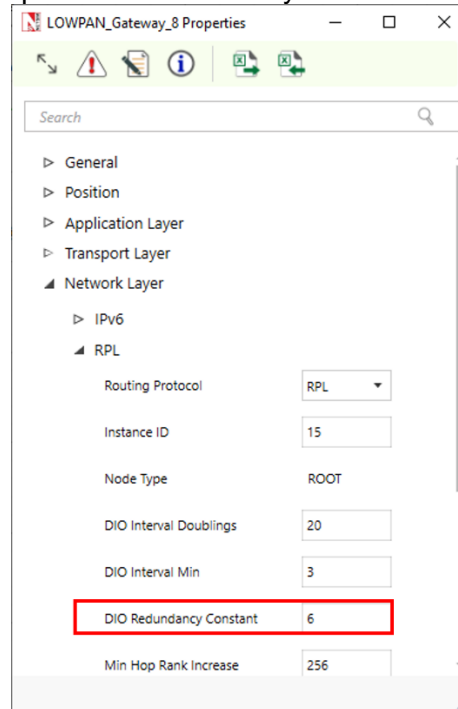 LOWPAN_Gateway_8 Properties
Search
General
Position
Application Layer
Transport Layer
Network Layer
IPv6
RPL
Routing Protocol RPL
Instance ID 15
Node Type ROOT
DIO Interval Doublings 20
DIO Interval Min 3
DIO Redundancy Constant 6
Min Hop Rank Increase 256